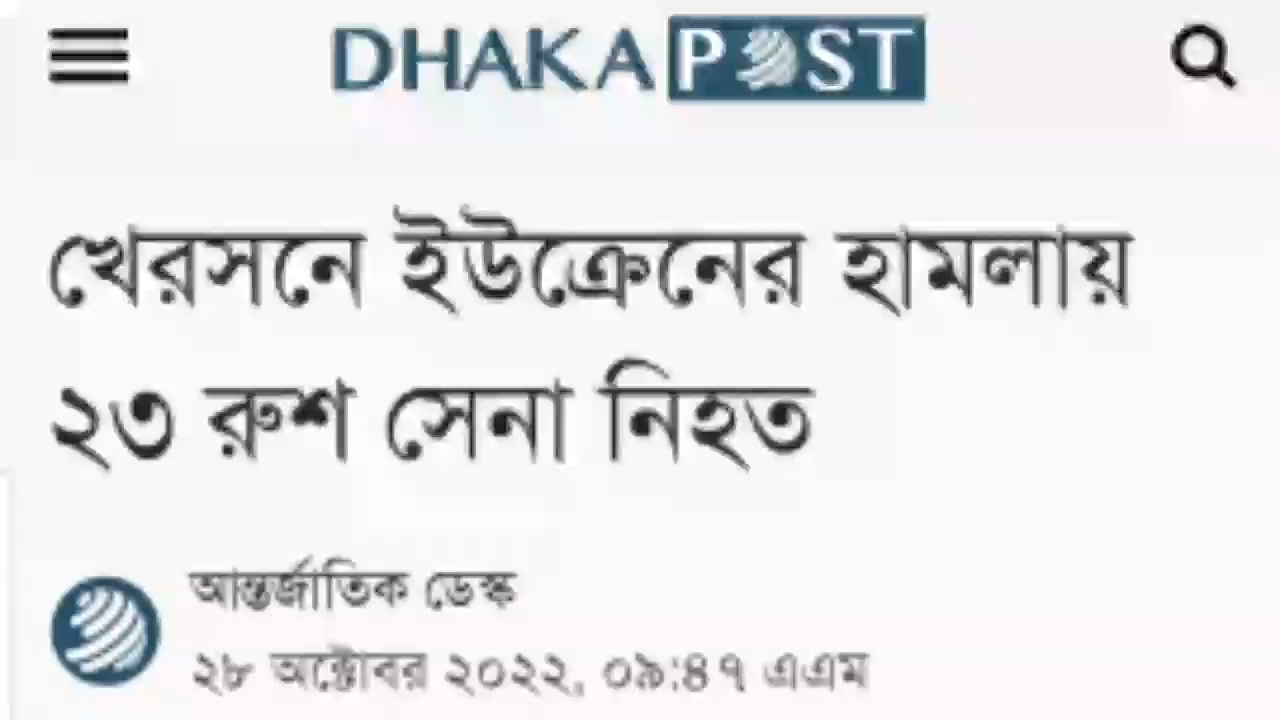 DHAKA POST
খেরসনে ইউক্রেনের হামলায়
২৩ রুশ সেনা নিহত
আন্তর্জাতিক ডেস্ক
২৮ অক্টোবর ২০২২, ০৯:৪৭ এএম